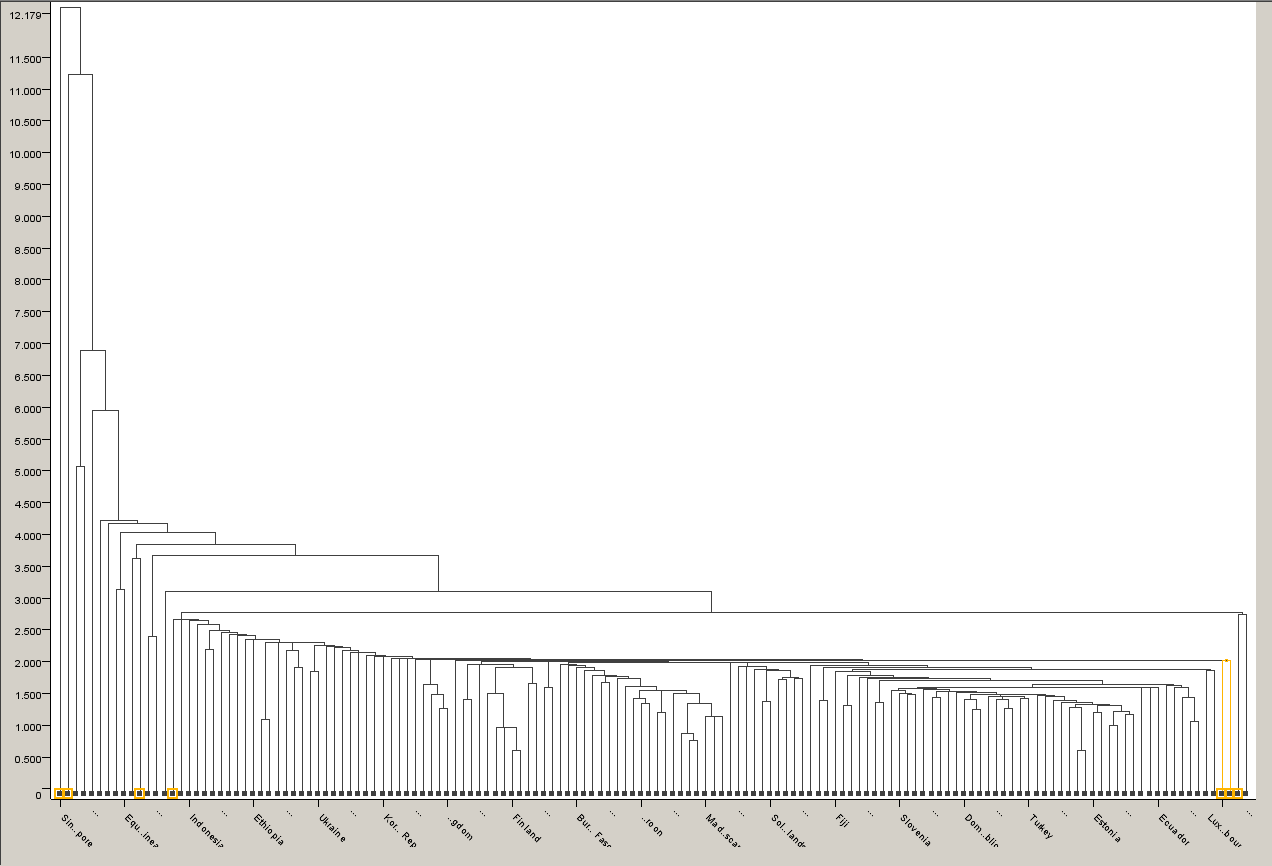 12.179
11.500
11.000
10.500
10.000
9.500
9.000
8.500
8.000
7.500
7.000
6.500
6.000
5.500
5.000
4.500
4.000
3.500
3.000
2.500
2.000
1.500
1.000
0.500
0
Sin...pore
...
Equ...inea
...
Indonesia
...
Ethiopia
...
Ukraine
...
Kor.. Rep
...
...gdom
...
Finland
...
Bur.. Faso
...
...roon
...
Mad..scar
...
Sol..lands
...
Fiji
...
Slovenia
...
Dom...blic
...
Turkey
...
Estonia
...
Ecuador
...
Lux..bour
...